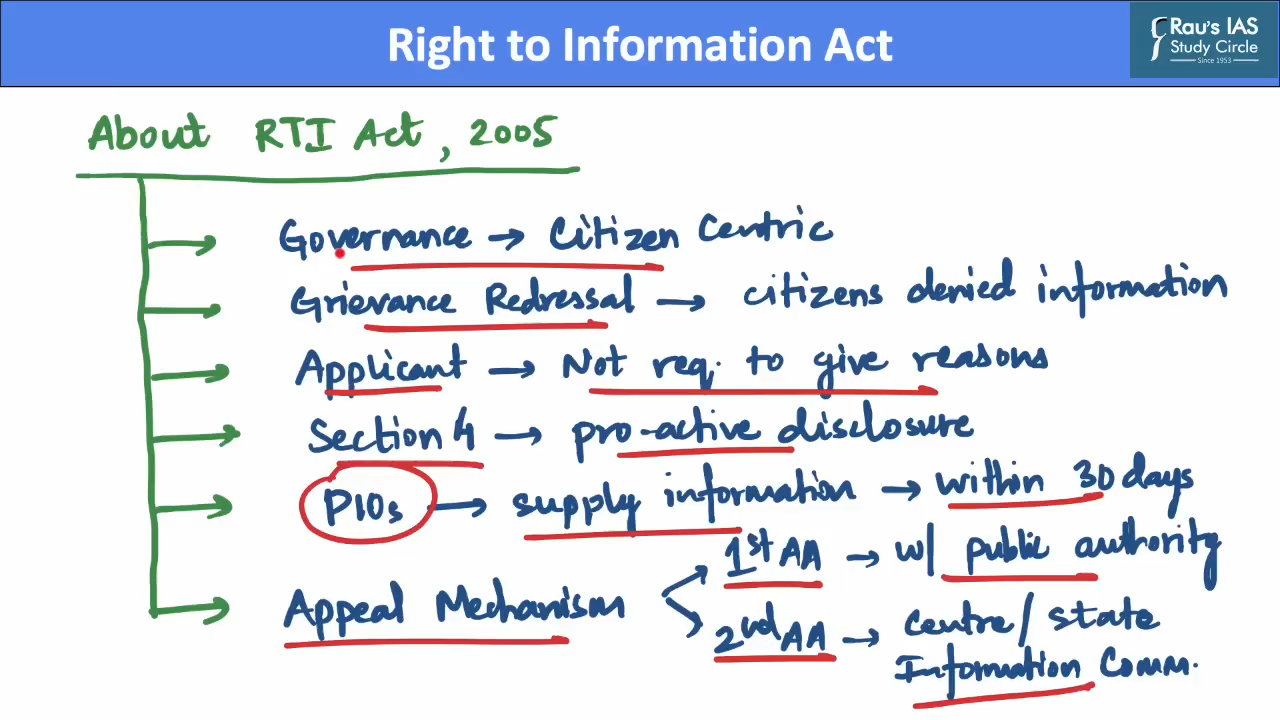 Right to Information Act
Rau's IAS
Study Circle
Since 1953
About RTI Act, 2005
Governance → Citizen Centric
Grievance Redressal → citizens denied information
Applicant → Not req. to give reasons
Section 4 → pro-active disclosure
PIOs → supply information → within 30 days
Appeal Mechanism
1st AA → w/ public authority
2nd AA → centre/state
Information Comm.